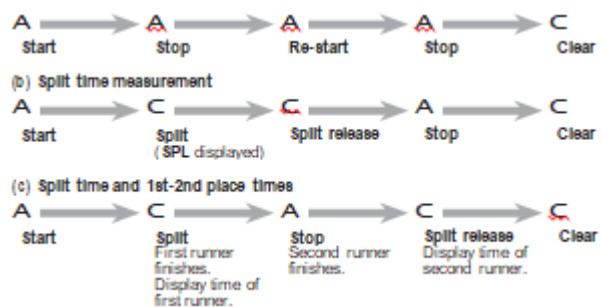 A A A A C
Start Stop Re-start Stop Clear
(b) Split time measurement
A C C A C
Start Split Split release Stop Clear
( SPL displayed)
(c) Split time and 1st-2nd place times
A C A C C
Start Split Stop Split release Clear
First runner Second runner Display time of
finishes. finishes. second runner.
Display time of
first runner.